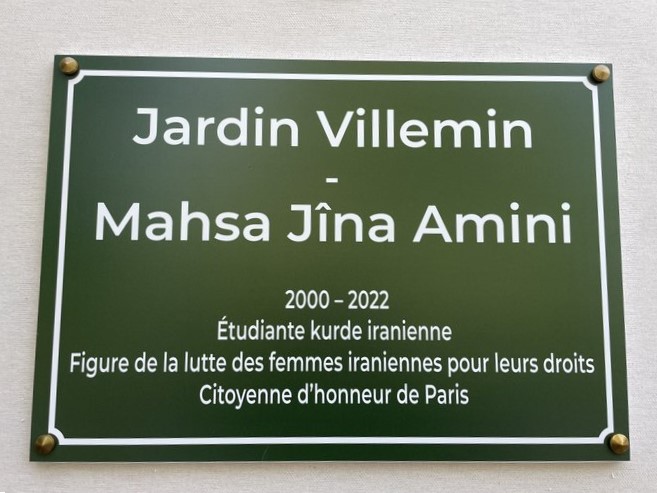 Jardin Villemin
-
Mahsa Jîna Amini
2000 – 2022
Étudiante kurde iranienne
Figure de la lutte des femmes iraniennes pour leurs droits
Citoyenne d’honneur de Paris